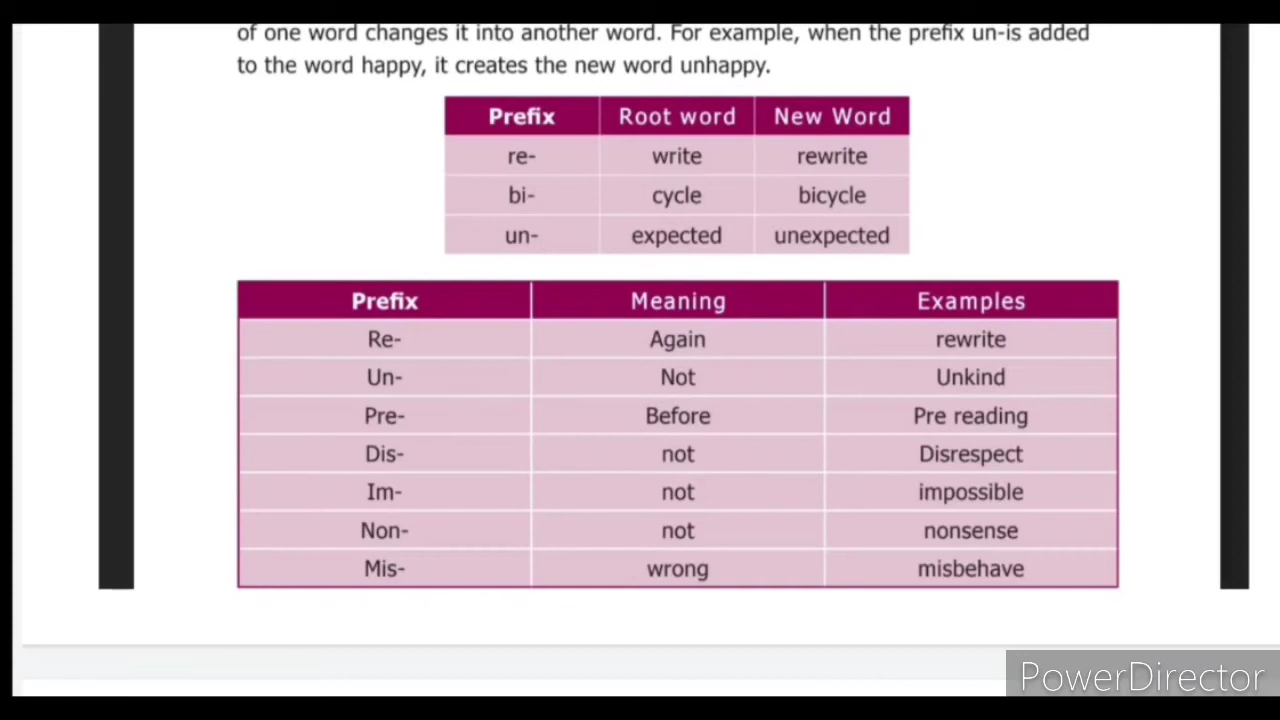 of one word changes it into another word. For example, when the prefix un-is added
to the word happy, it creates the new word unhappy.
Prefix Root word New Word
re- write rewrite
bi- cycle bicycle
un- expected unexpected
Prefix Meaning Examples
Re- Again rewrite
Un- Not Unkind
Pre- Before Pre reading
Dis- not Disrespect
Im- not impossible
Non- not nonsense
Mis- wrong misbehave
PowerDirector